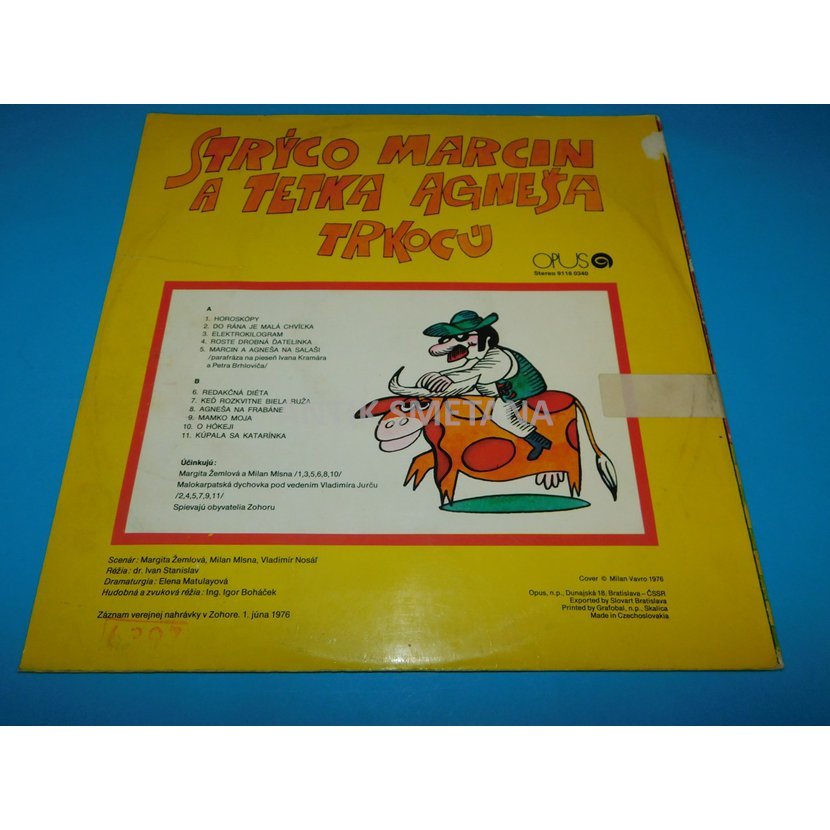 STRÝCO MARCIN
A TETKA AGNEŠA
TRKOCÚ
OPUS
Stereo 9118 0340
A
1. HOROSKÓPY
2. DO RÁNA JE MALÁ CHVÍĽKA
3. ELEKTROKILOGRAM
4. ROSTE DROBNÁ ĎATELINKA
5. MARCIN A AGNEŠA NA SALAŠI
/parafráza na pieseň Ivana Kramára
a Petra Brhloviča/
B
6. REDAKČNÁ DIÉTA
7. KEĎ ROZKVITNE BIELA RUŽA
8. AGNEŠA NA FRABÁNE
9. MAMKO MOJA
10. O HÓKEJI
11. KÚPALA SA KATARÍNKA
SMETANA
Účinkujú:
Margita Žemlová a Milan Mlsna /1,3,5,6,8,10/
Malokarpatská dychovka pod vedením Vladimíra Jurču
/2,4,5,7,9,11/
Spievajú obyvatelia Zohoru
Scenár: Margita Žemlová, Milan Mlsna, Vladimír Nosáľ
Réžia: dr. Ivan Stanislav
Dramaturgia: Elena Matulayová
Hudobná a zvuková réžia: Ing. Igor Boháček
Záznam verejnej nahrávky v Zohore. 1. júna 1976
Cover © Milan Vavro 1976
Opus, n.p., Dunajská 18, Bratislava – ČSSR
Exported by Slovart Bratislava
Printed by Grafobal, n.p., Skalica
Made in Czechoslovakia